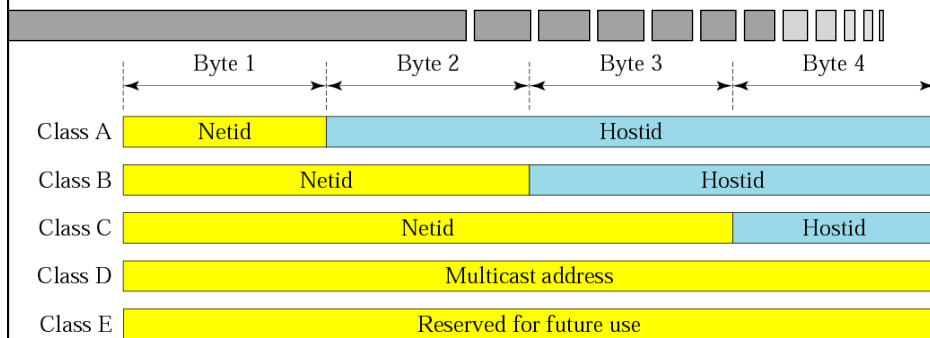 Byte 1 Byte 2 Byte 3 Byte 4
Class A Netid Hostid
Class B Netid Hostid
Class C Netid Hostid
Class D Multicast address
Class E Reserved for future use